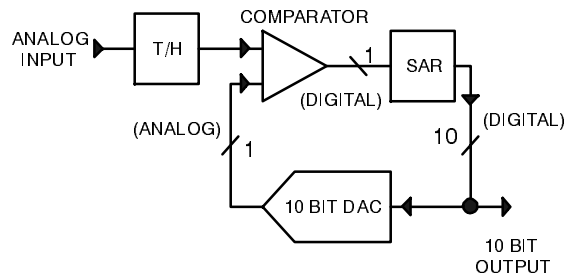 COMPARATOR
ANALOG
INPUT
T/H
1
SAR
(DIGITAL)
(ANALOG)
1
10
(DIGITAL)
10 BIT DAC
10 BIT
OUTPUT